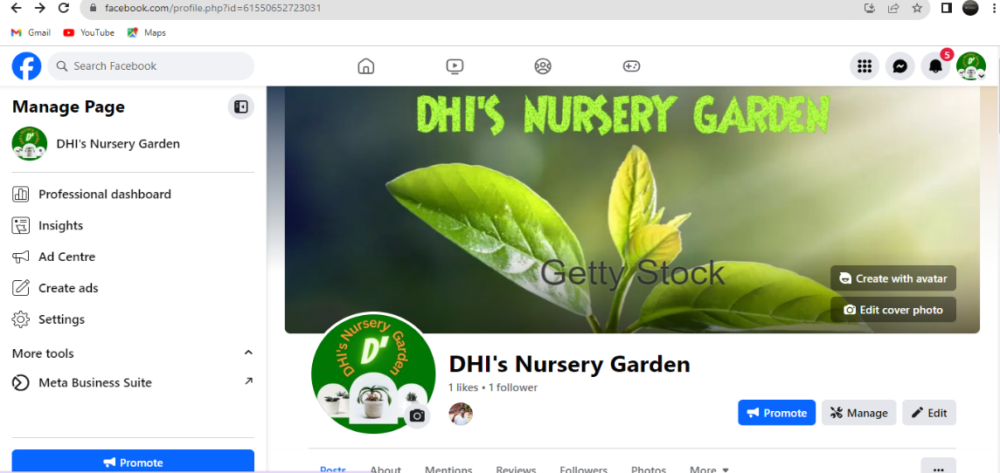 facebook.com/profile.php?id=61550652723031
Gmail YouTube Maps
Search Facebook
5
Manage Page
DHI's Nursery Garden
Professional dashboard
Insights
Ad Centre
Create ads
Settings
More tools
Meta Business Suite
Promote
DHI'S NURSERY GARDEN
Getty Stock
Create with avatar
Edit cover photo
DHI's Nursery Garden
D'
DHI's Nursery Garden
1 likes • 1 follower
Promote Manage Edit
Posts About Mentions Reviews Followers Photos More